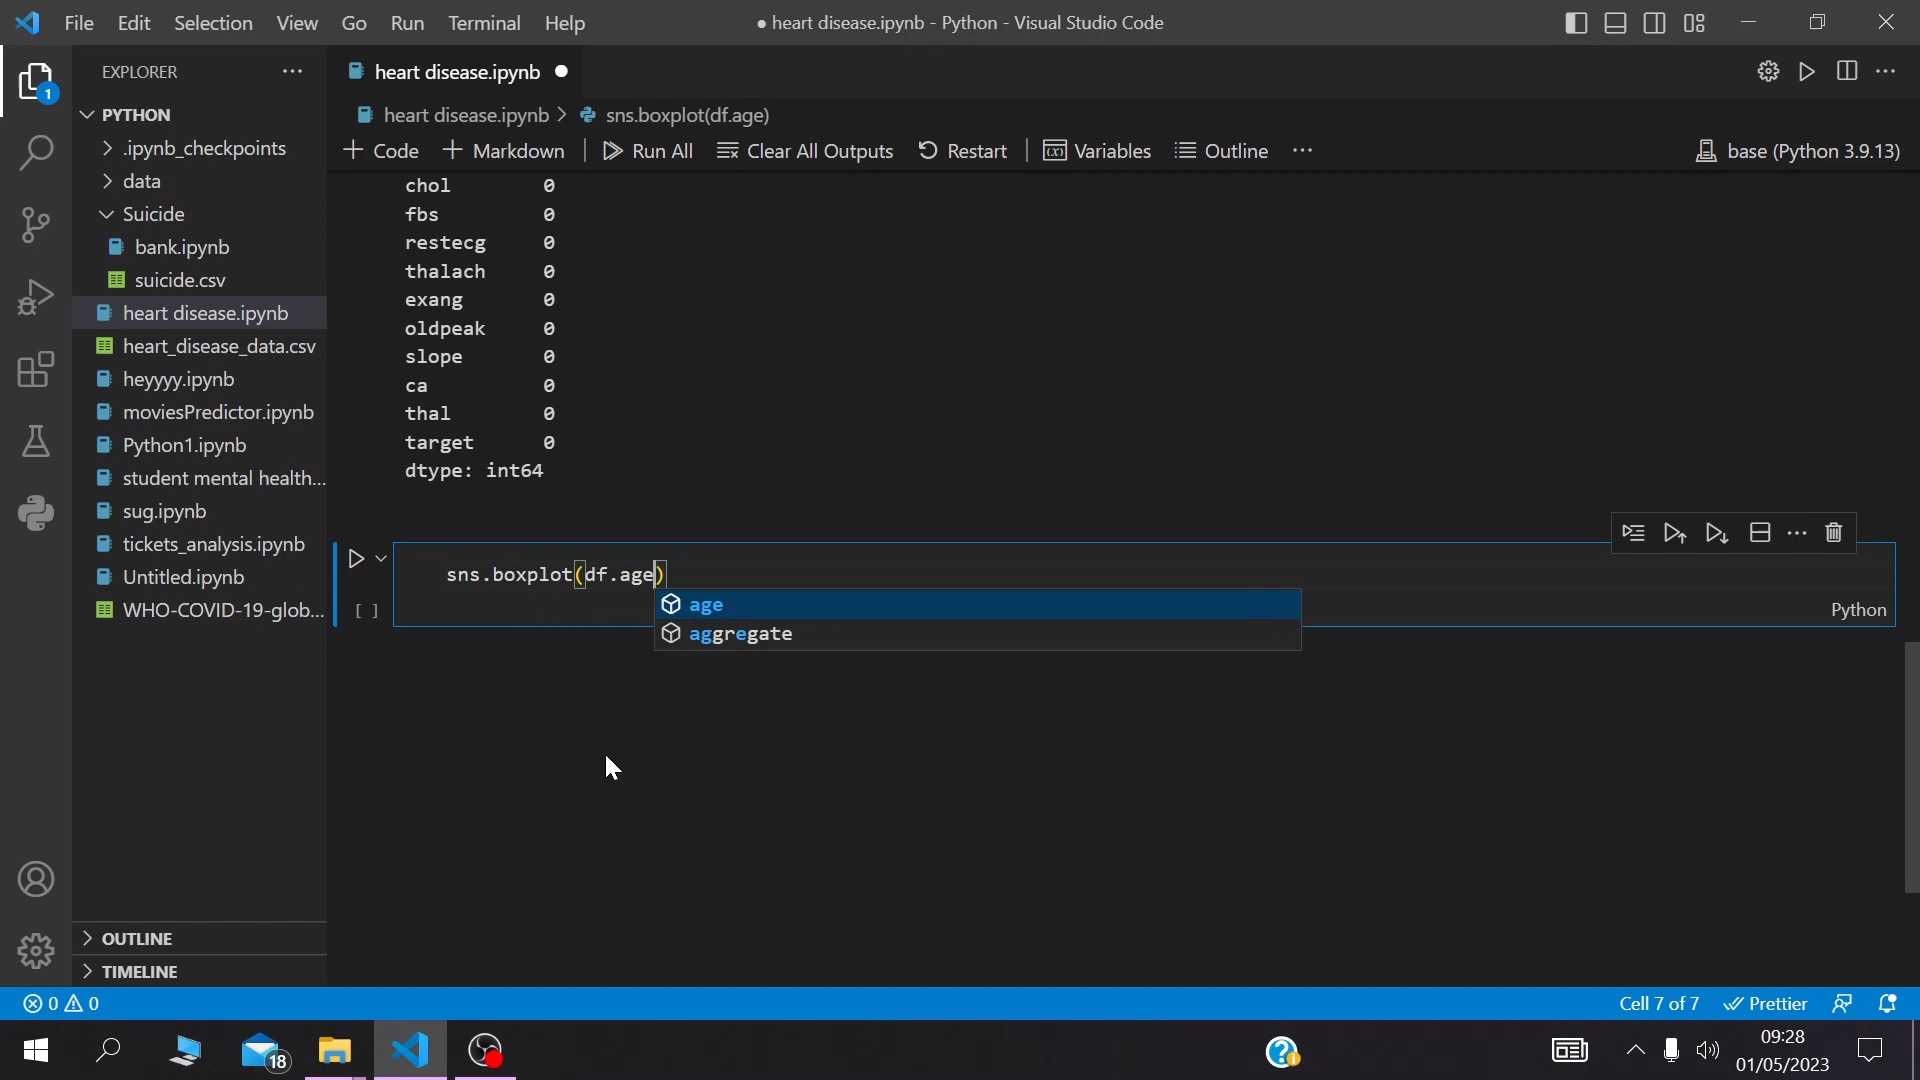 File Edit Selection View Go Run Terminal Help
● heart disease.ipynb - Python - Visual Studio Code
EXPLORER
1
PYTHON
.ipynb_checkpoints
data
Suicide
bank.ipynb
suicide.csv
heart disease.ipynb
heart_disease_data.csv
heyyyy.ipynb
moviesPredictor.ipynb
Python1.ipynb
student mental health...
sug.ipynb
tickets_analysis.ipynb
Untitled.ipynb
WHO-COVID-19-glob...
OUTLINE
TIMELINE
heart disease.ipynb
heart disease.ipynb > sns.boxplot(df.age)
+ Code + Markdown Run All Clear All Outputs Restart Variables Outline ... base (Python 3.9.13)
chol 0
fbs 0
restecg 0
thalach 0
exang 0
oldpeak 0
slope 0
ca 0
thal 0
target 0
dtype: int64
sns.boxplot(df.age)
age
aggregate
[ ]
Python
0 0
Cell 7 of 7 Prettier
18
09:28
01/05/2023